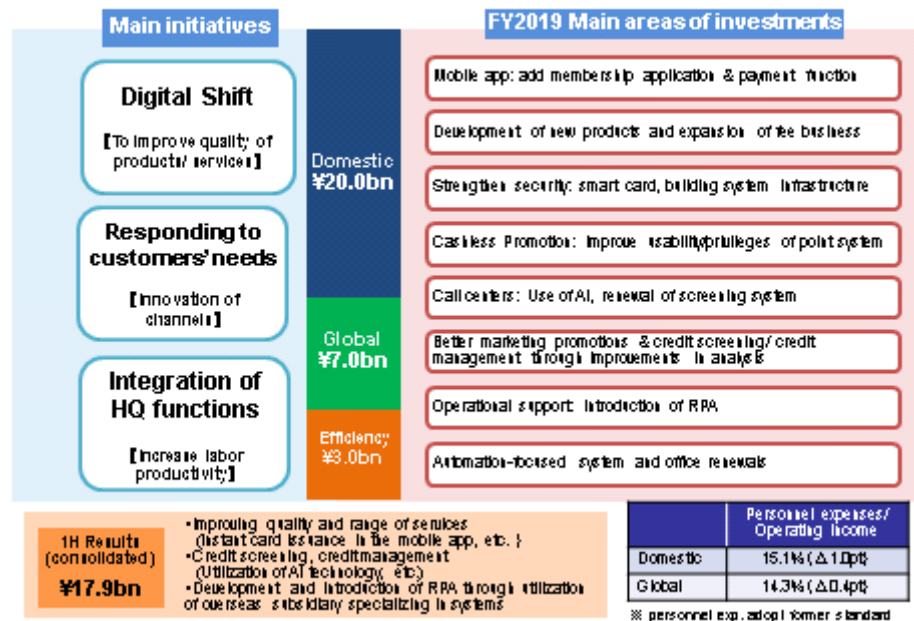 Main initiatives
FY2019 Main areas of investments
Digital Shift
【To improve quality of
products/ services】
Responding to
customers' needs
【Innovation of
channels】
Integration of
HQ functions
【Increase labor
productivity】
Domestic
¥20.0bn
Global
¥7.0bn
Efficiency
¥3.0bn
Mobile app: add membership application & payment function
Development of new products and expansion of fee business
Strengthen security: smart card, building system infrastructure
Cashless Promotion: Improve usability/privileges of point system
Call centers: Use of AI, renewal of screening system
Better marketing promotions & credit screening/ credit
management through improvements in analysis
Operational support: Introduction of RPA
Automation-focused system and office renewals
1H Results
(consolidated)
¥17.9bn
•Improving quality and range of services
(Instant card issuance in the mobile app, etc. )
•Credit screening, credit management
(Utilization of AI technology, etc.)
•Development and Introduction of RPA through utilization
of overseas subsidiary specializing in systems
Personnel expenses/
Operating Income
Domestic 15.1% (Δ1.0pt)
Global 14.3% (Δ0.4pt)
※ personnel exp. adopt former standard